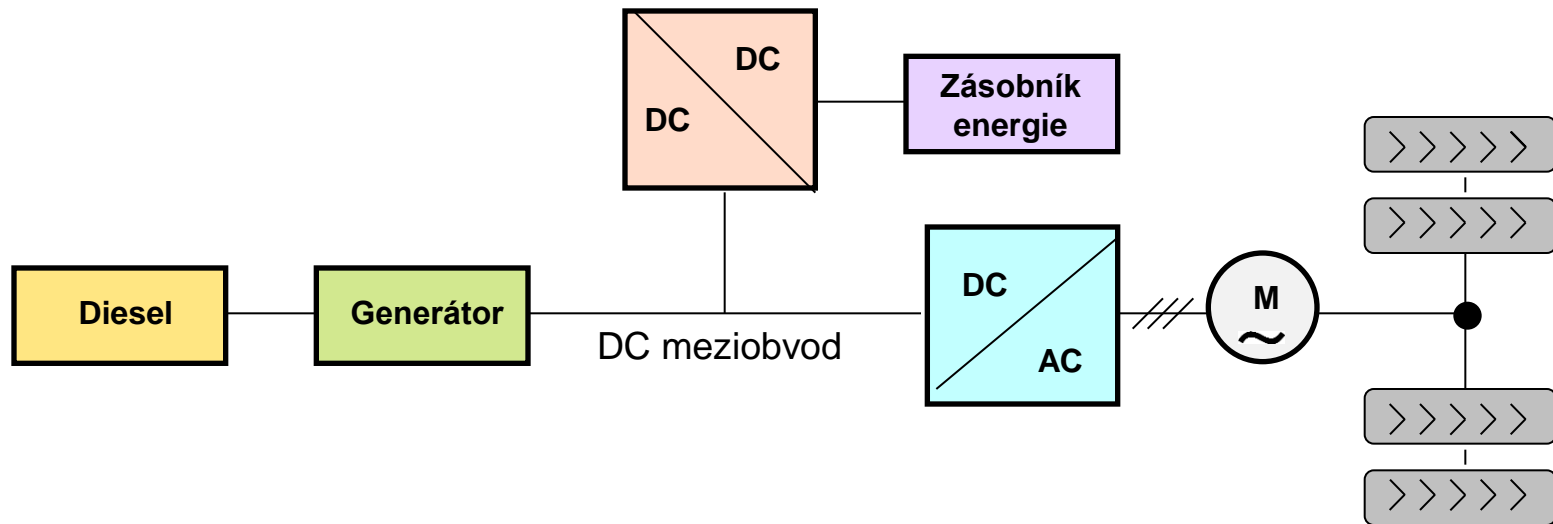 DC
DC
Zásobník
energie
Diesel
Generátor
DC meziobvod
DC
AC
M
~